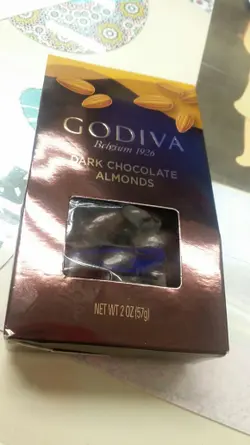 GODIVA
Belgium 1926
DARK CHOCOLATE
ALMONDS
NET WT 2 OZ (57g)